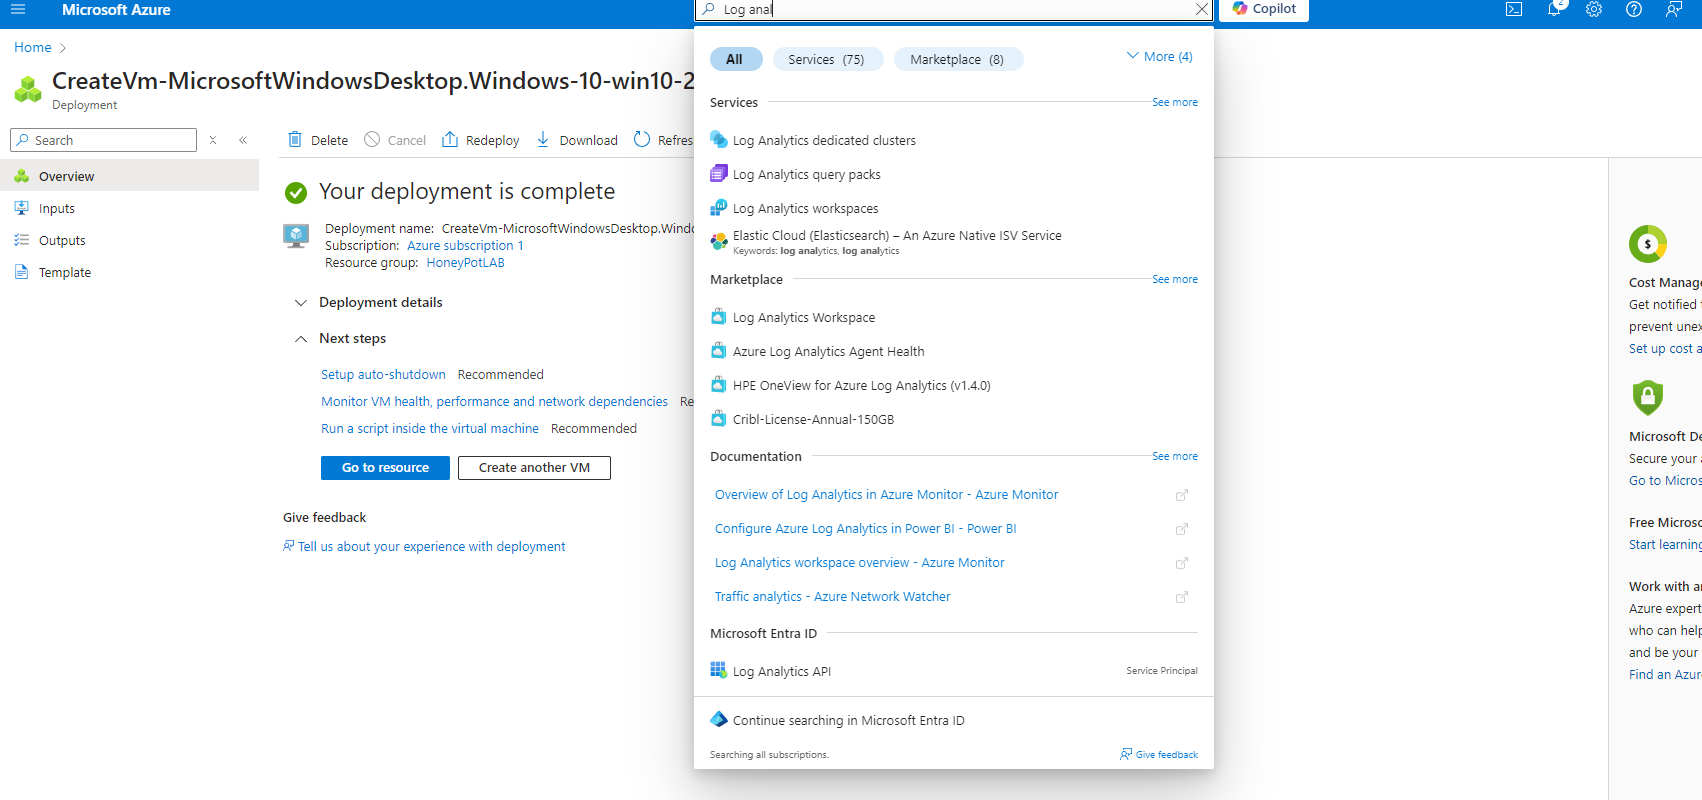 Microsoft Azure
Log anal
Copilot
2
Home
CreateVm-MicrosoftWindowsDesktop.Windows-10-win10-2
Deployment
Search
Overview
Inputs
Outputs
Template
Delete
Cancel
Redeploy
Download
Refres
Your deployment is complete
Deployment name: CreateVm-MicrosoftWindowsDesktop.Windo
Subscription: Azure subscription 1
Resource group: HoneyPotLAB
Deployment details
Next steps
Setup auto-shutdown Recommended
Monitor VM health, performance and network dependencies Re
Run a script inside the virtual machine Recommended
Go to resource
Create another VM
Give feedback
Tell us about your experience with deployment
All
Services (75)
Marketplace (8)
More (4)
Services
See more
Log Analytics dedicated clusters
Log Analytics query packs
Log Analytics workspaces
Elastic Cloud (Elasticsearch) – An Azure Native ISV Service
Keywords: log analytics, log analytics
Marketplace
See more
Log Analytics Workspace
Azure Log Analytics Agent Health
HPE OneView for Azure Log Analytics (v1.4.0)
Cribl-License-Annual-150GB
Documentation
See more
Overview of Log Analytics in Azure Monitor - Azure Monitor
Configure Azure Log Analytics in Power BI - Power BI
Log Analytics workspace overview - Azure Monitor
Traffic analytics - Azure Network Watcher
Microsoft Entra ID
Log Analytics API
Service Principal
Continue searching in Microsoft Entra ID
Searching all subscriptions.
Give feedback
$
Cost Manage
Get notified
prevent unex
Set up cost a
Microsoft De
Secure your a
Go to Micros
Free Microso
Start learning
Work with an
Azure expert
who can help
and be your
Find an Azur